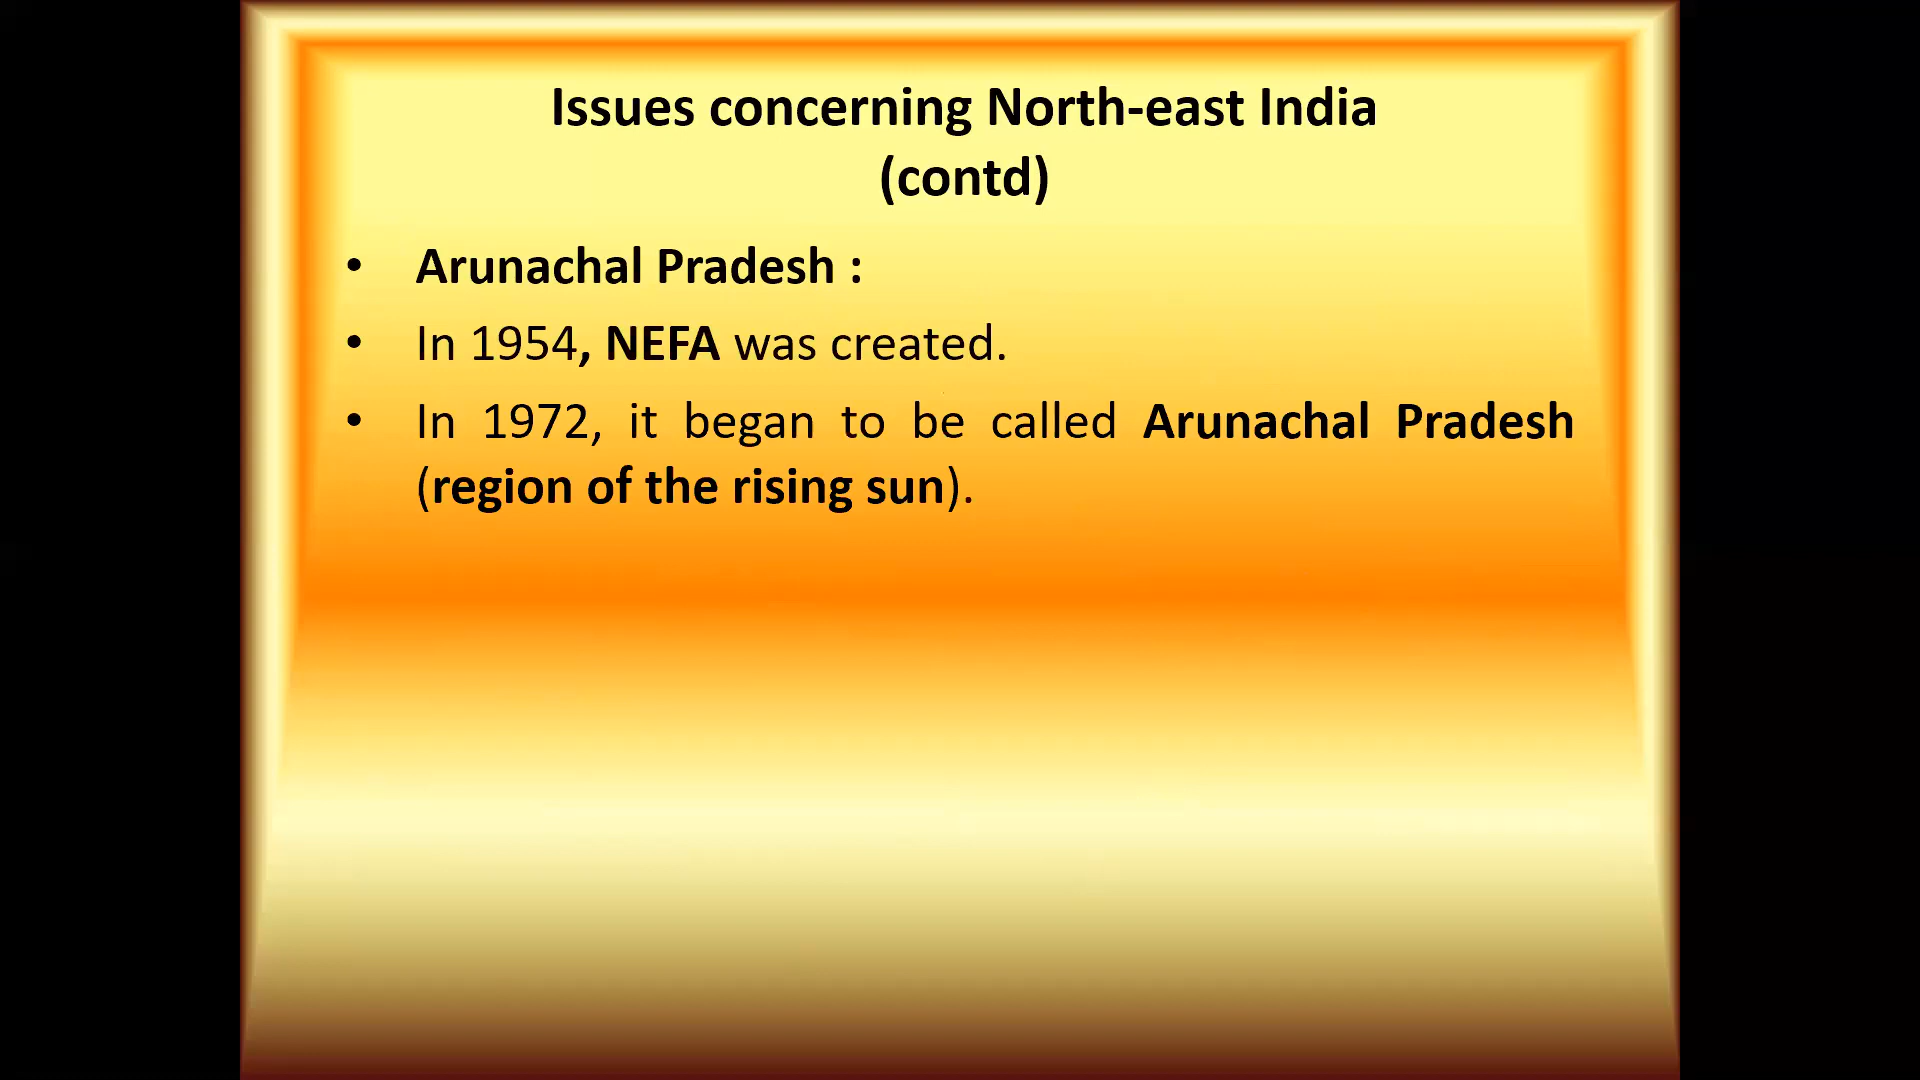 Issues concerning North-east India
(contd)
• Arunachal Pradesh :
• In 1954, NEFA was created.
• In 1972, it began to be called Arunachal Pradesh
(region of the rising sun).